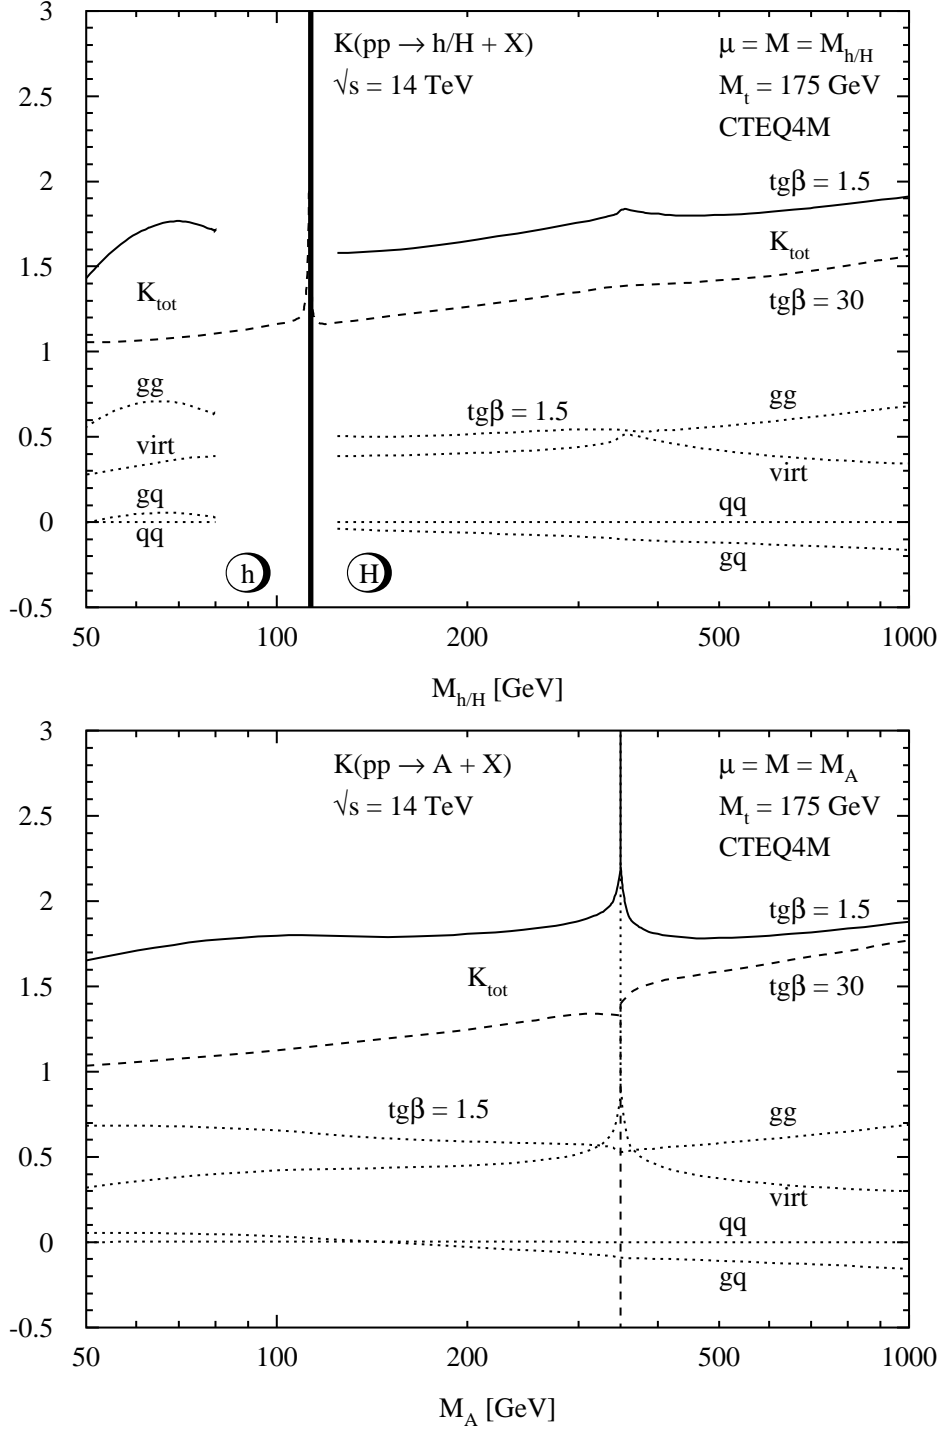 3
K(pp → h/H + X)
μ = M = M_h/H
√s = 14 TeV
M_t = 175 GeV
2.5
CTEQ4M
2
tgβ = 1.5
K_tot
1.5
K_tot
tgβ = 30
1
gg
tgβ = 1.5
gg
0.5
virt
virt
gq
qq
0
qq
gq
h
H
-0.5
50
100
200
500
1000
M_h/H [GeV]
3
K(pp → A + X)
μ = M = M_A
√s = 14 TeV
M_t = 175 GeV
2.5
CTEQ4M
2
tgβ = 1.5
K_tot
tgβ = 30
1.5
1
tgβ = 1.5
gg
0.5
virt
qq
0
gq
-0.5
50
100
200
500
1000
M_A [GeV]